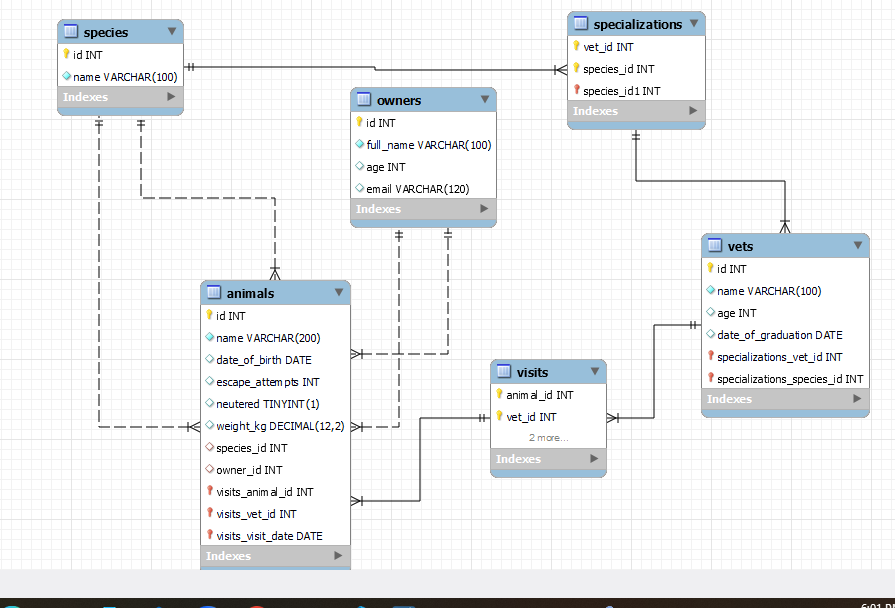 species
id INT
name VARCHAR(100)
Indexes
specializations
vet_id INT
species_id INT
species_id1 INT
Indexes
owners
id INT
full_name VARCHAR(100)
age INT
email VARCHAR(120)
Indexes
animals
id INT
name VARCHAR(200)
date_of_birth DATE
escape_attempts INT
neutered TINYINT(1)
weight_kg DECIMAL(12,2)
species_id INT
owner_id INT
visits_animal_id INT
visits_vet_id INT
visits_visit_date DATE
Indexes
visits
animal_id INT
vet_id INT
2 more...
Indexes
vets
id INT
name VARCHAR(100)
age INT
date_of_graduation DATE
specializations_vet_id INT
specializations_species_id INT
Indexes